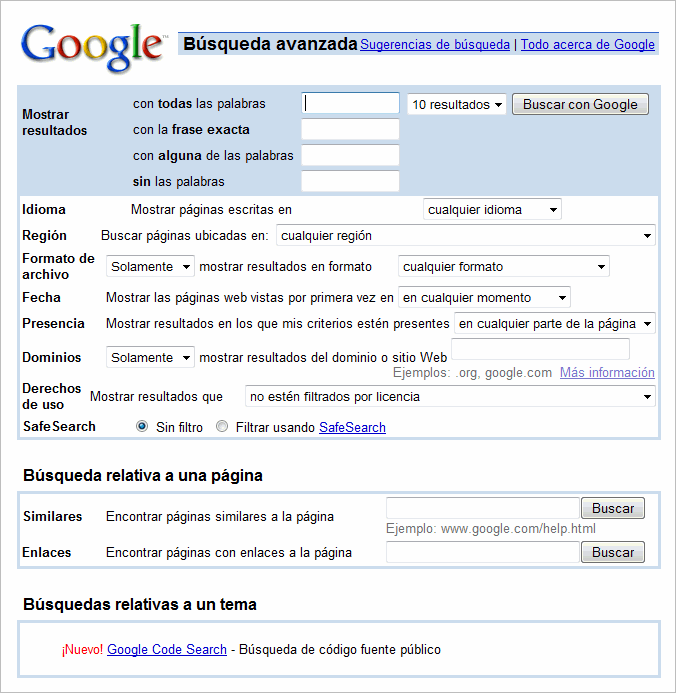 Google™
Búsqueda avanzada Sugerencias de búsqueda | Todo acerca de Google
Mostrar resultados
con todas las palabras 10 resultados Buscar con Google
con la frase exacta
con alguna de las palabras
sin las palabras
Idioma Mostrar páginas escritas en cualquier idioma
Región Buscar páginas ubicadas en: cualquier región
Formato de archivo Solamente mostrar resultados en formato cualquier formato
Fecha Mostrar las páginas web vistas por primera vez en en cualquier momento
Presencia Mostrar resultados en los que mis criterios estén presentes en cualquier parte de la página
Dominios Solamente mostrar resultados del dominio o sitio Web
Ejemplos: .org, google.com Más información
Derechos de uso Mostrar resultados que no estén filtrados por licencia
SafeSearch Sin filtro Filtrar usando SafeSearch
Búsqueda relativa a una página
Similares Encontrar páginas similares a la página Buscar
Ejemplo: www.google.com/help.html
Enlaces Encontrar páginas con enlaces a la página Buscar
Búsquedas relativas a un tema
¡Nuevo! Google Code Search - Búsqueda de código fuente público